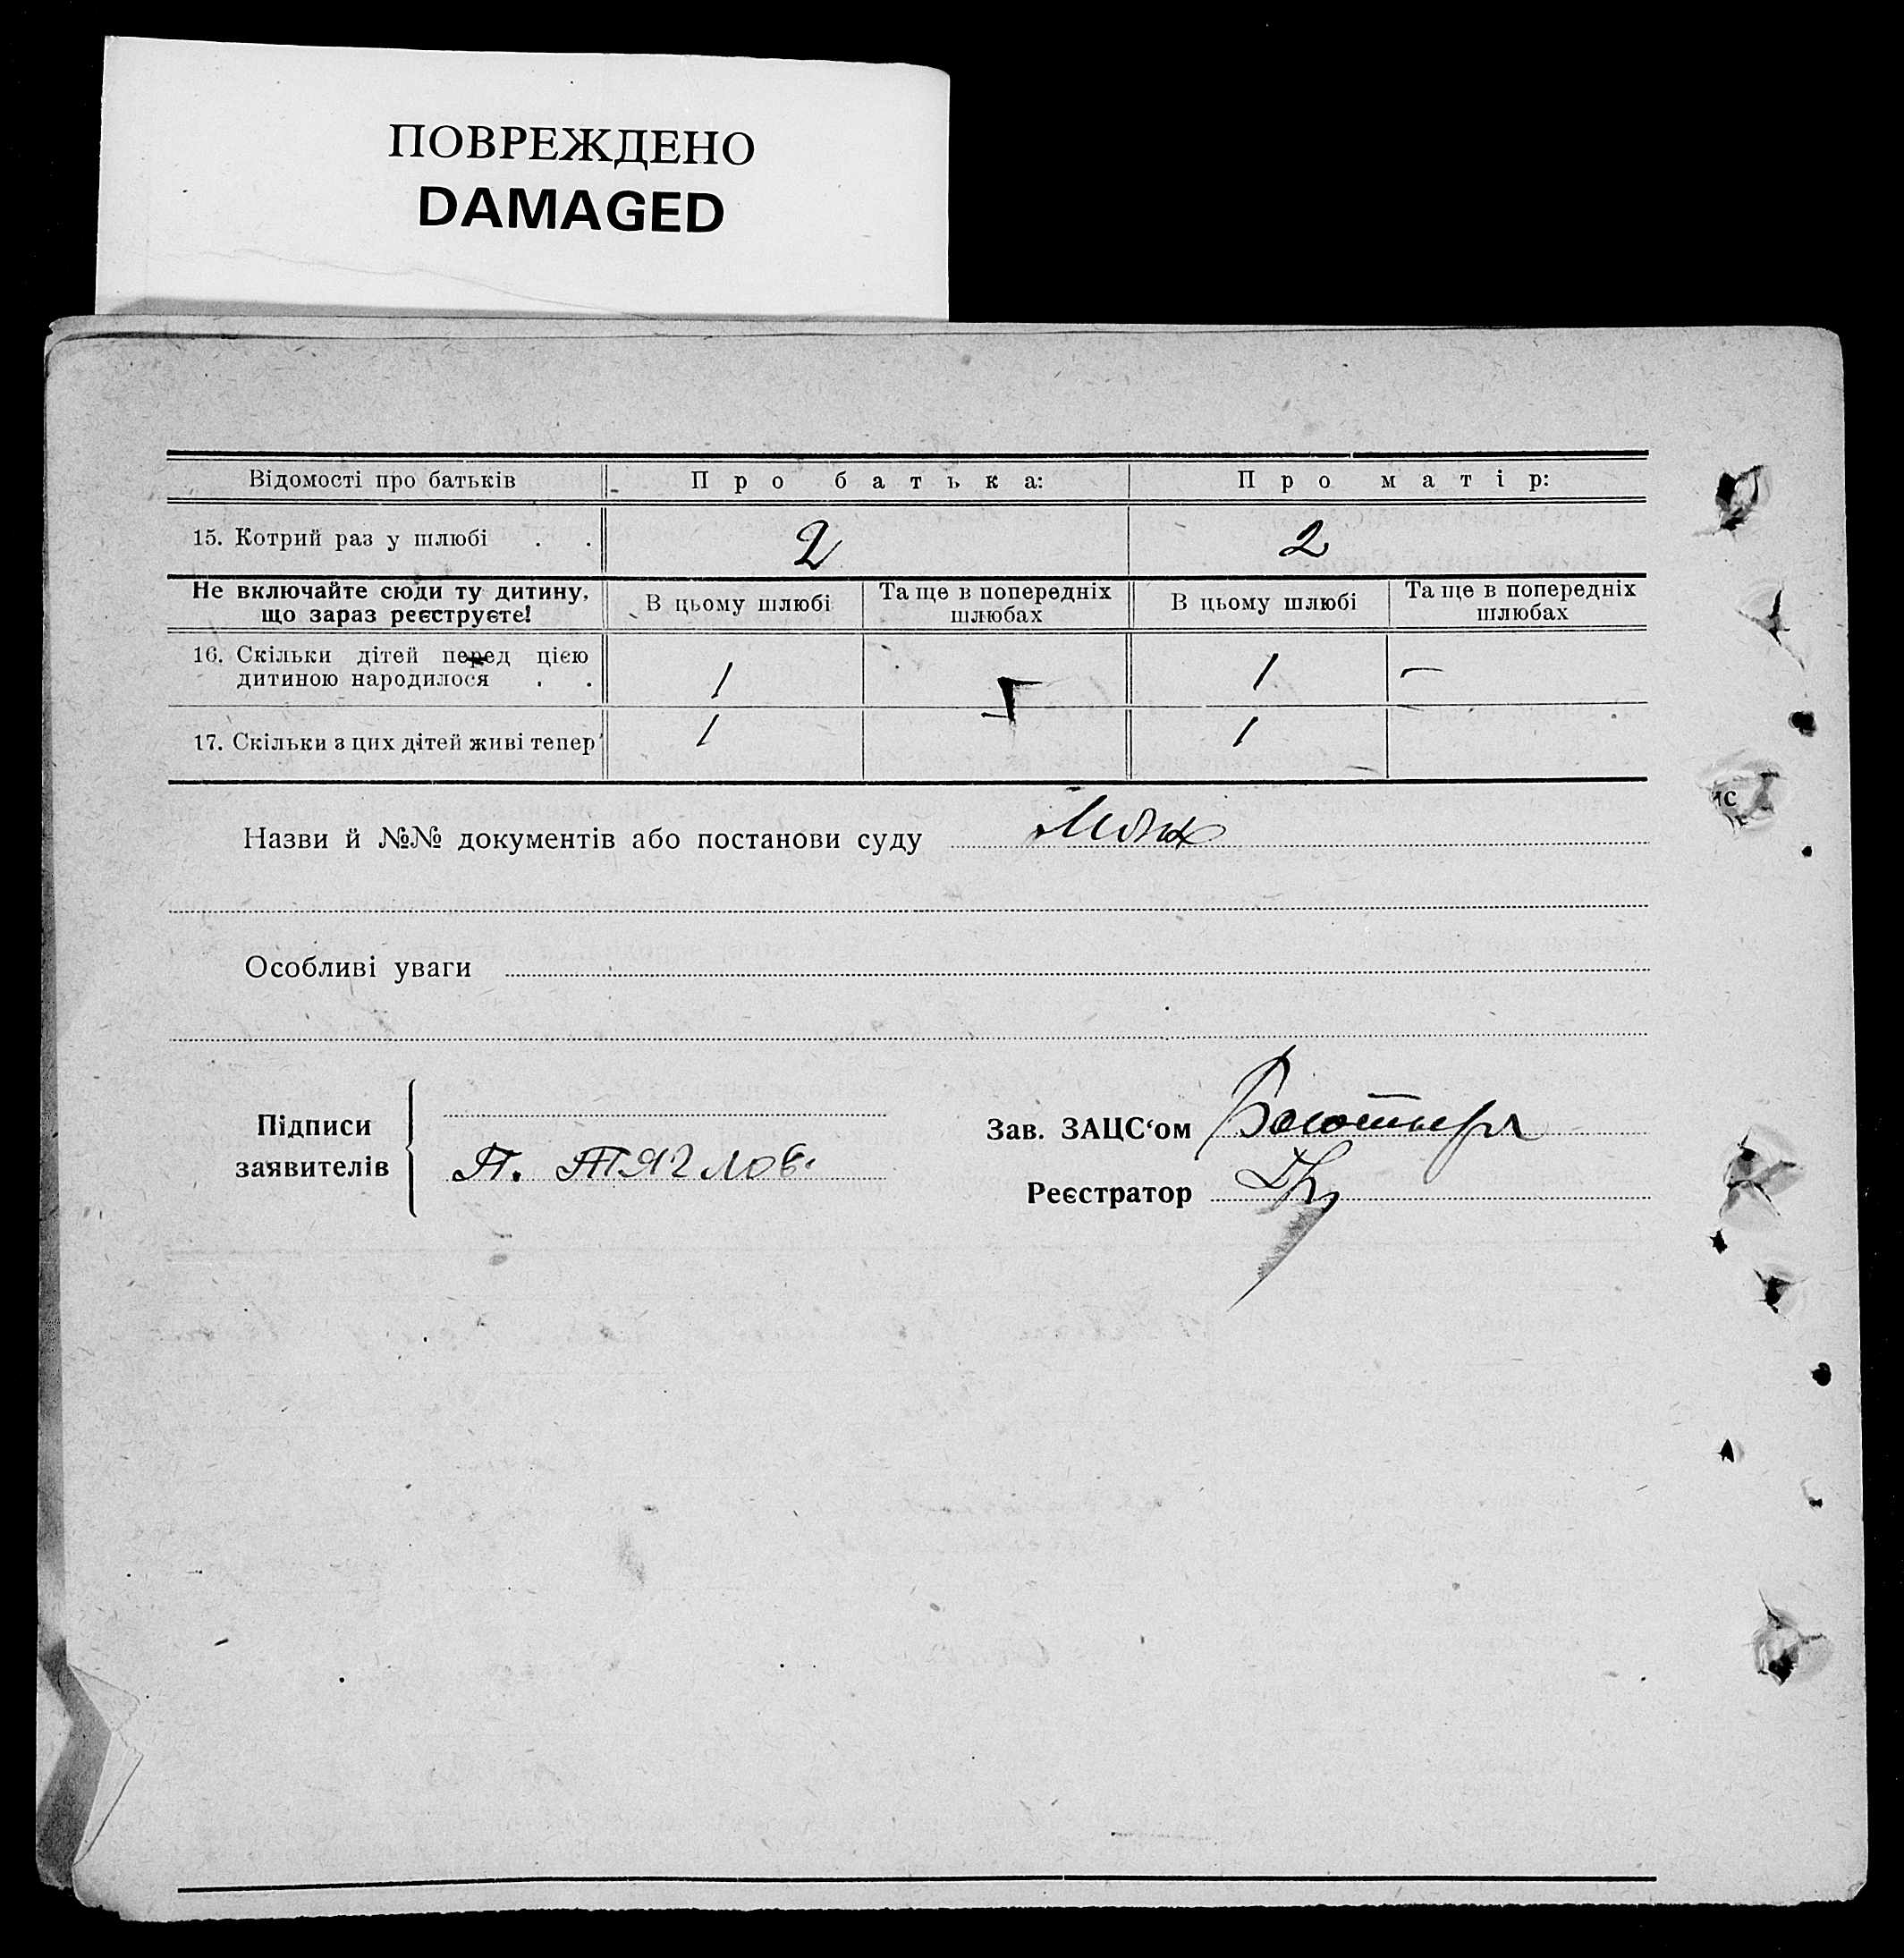 ПОВРЕЖДЕНО
DAMAGED
Відомості про батьків Про батька: Про матір:
15. Котрий раз у шлюбі . . 2 2
Не включайте сюди ту дитину, що зараз реєструєте! В цьому шлюбі Та ще в попередніх шлюбах В цьому шлюбі Та ще в попередніх шлюбах
16. Скільки дітей перед цією
дитиною народилося . . 1 1 —
17. Скільки з цих дітей живі тепер 1 1
Назви й №№ документів або постанови суду
Особливі уваги
Підписи заявителів
П. Тяглов.
Зав. ЗАЦС‘ом
Реєстратор